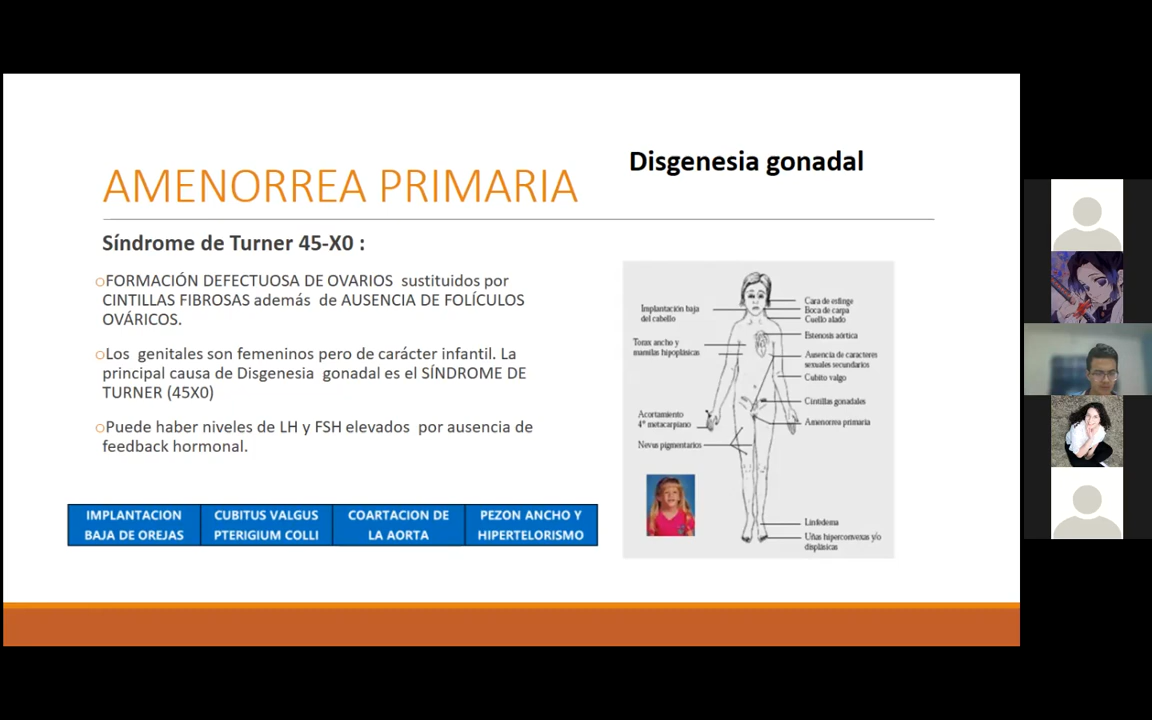 Disgenesia gonadal
AMENORREA PRIMARIA
Síndrome de Turner 45-X0 :
FORMACIÓN DEFECTUOSA DE OVARIOS sustituidos por
CINTILLAS FIBROSAS además de AUSENCIA DE FOLÍCULOS
OVÁRICOS.
Los genitales son femeninos pero de carácter infantil. La
principal causa de Disgenesia gonadal es el SÍNDROME DE
TURNER (45X0)
Puede haber niveles de LH y FSH elevados por ausencia de
feedback hormonal.
IMPLANTACION
BAJA DE OREJAS
CUBITUS VALGUS
PTERIGIUM COLLI
COARTACION DE
LA AORTA
PEZON ANCHO Y
HIPERTELORISMO
Implantación baja
del cabello
Torax ancho y
mamilas hipoplásicas
Acortamiento
4º metacarpiano
Nevus pigmentarios
Cara de esfinge
Boca de carpa
Cuello alado
Estenosis aórtica
Ausencia de caracteres
sexuales secundarios
Cubito valgo
Cintillas gonadales
Amenorrea primaria
Linfedema
Uñas hiperconvexas y/o
displásicas